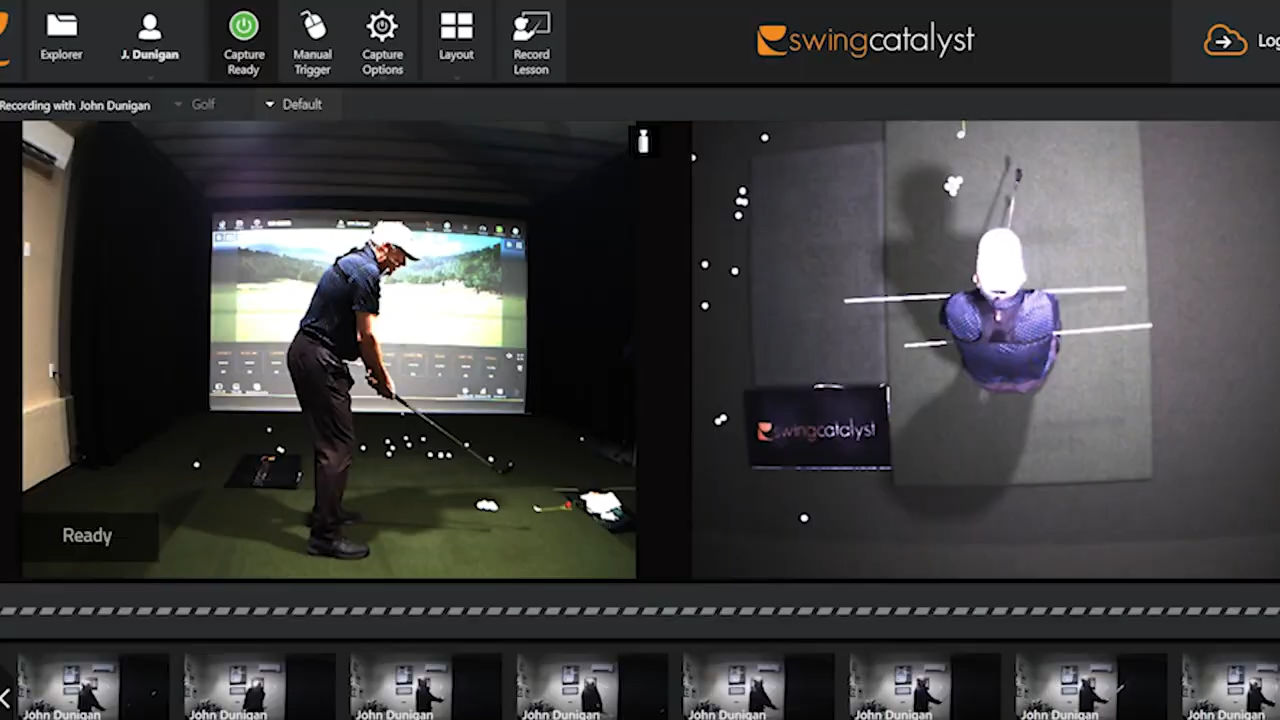 Explorer
J. Dunigan
Capture
Ready
Manual
Trigger
Capture
Options
Layout
Record
Lesson
swingcatalyst
Recording with John Dunigan
Golf
Default
swingcatalyst
Ready
John Dunigan
John Dunigan
John Dunigan
John Dunigan
John Dunigan
John Dunigan
John Dunigan
John Dunigan